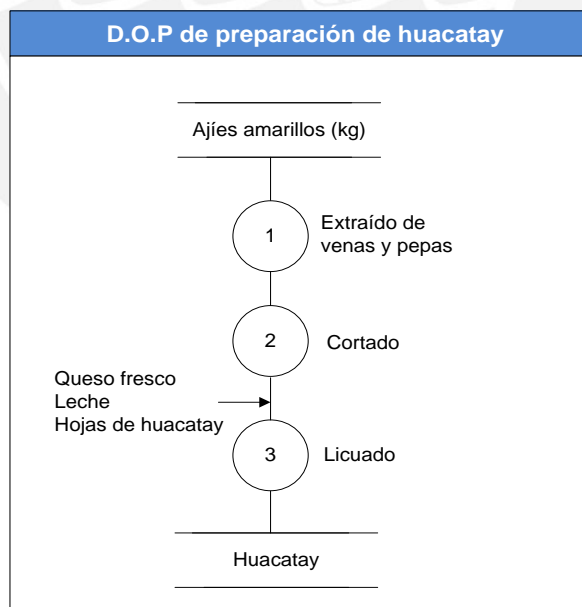 D.O.P de preparación de huacatay
Ajíes amarillos (kg)
1
Extraído de
venas y pepas
2
Cortado
Queso fresco
Leche
Hojas de huacatay
3
Licuado
Huacatay